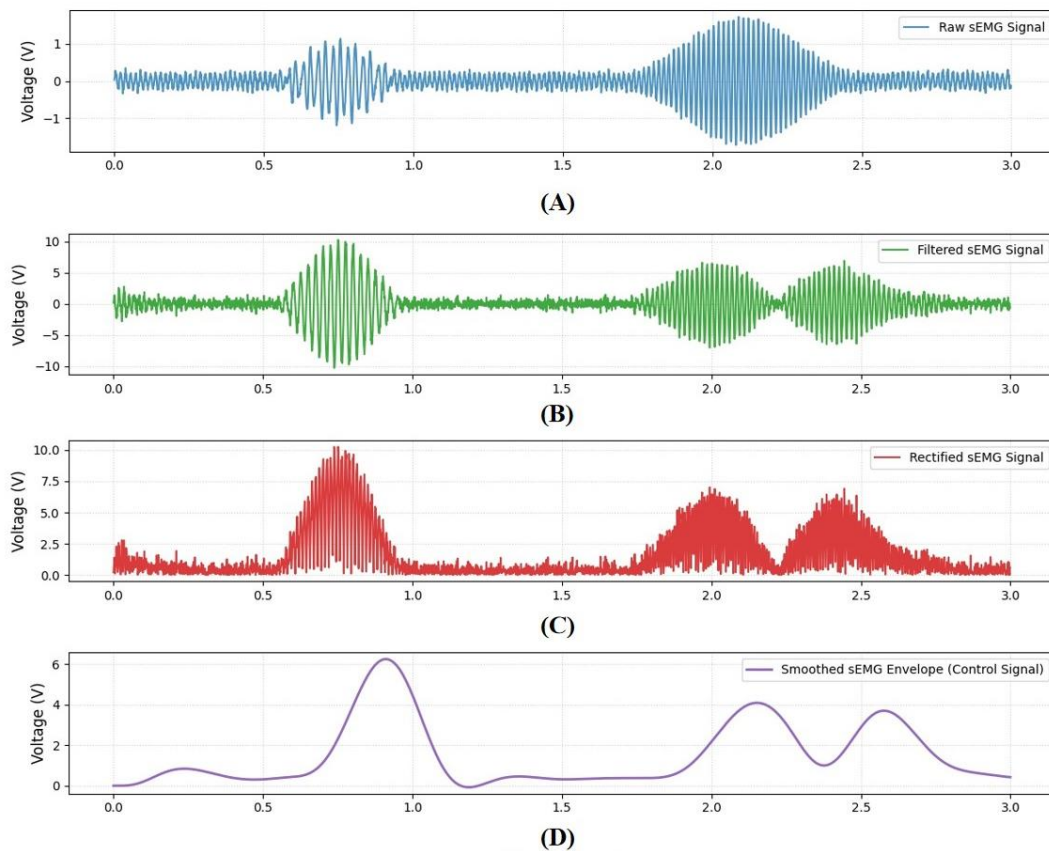 Raw sEMG Signal
Voltage (V)
1
0
−1
0.0 0.5 1.0 1.5 2.0 2.5 3.0
(A)
Filtered sEMG Signal
Voltage (V)
10
5
0
−5
−10
0.0 0.5 1.0 1.5 2.0 2.5 3.0
(B)
Rectified sEMG Signal
Voltage (V)
10.0
7.5
5.0
2.5
0.0
0.0 0.5 1.0 1.5 2.0 2.5 3.0
(C)
Smoothed sEMG Envelope (Control Signal)
Voltage (V)
6
4
2
0
0.0 0.5 1.0 1.5 2.0 2.5 3.0
(D)